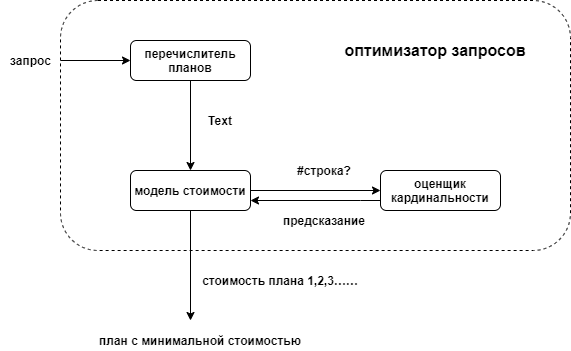 оптимизатор запросов
запрос
перечислитель
планов
Text
#строка?
модель стоимости
оценщик
кардинальности
предсказание
стоимость плана 1,2,3......
план с минимальной стоимостью